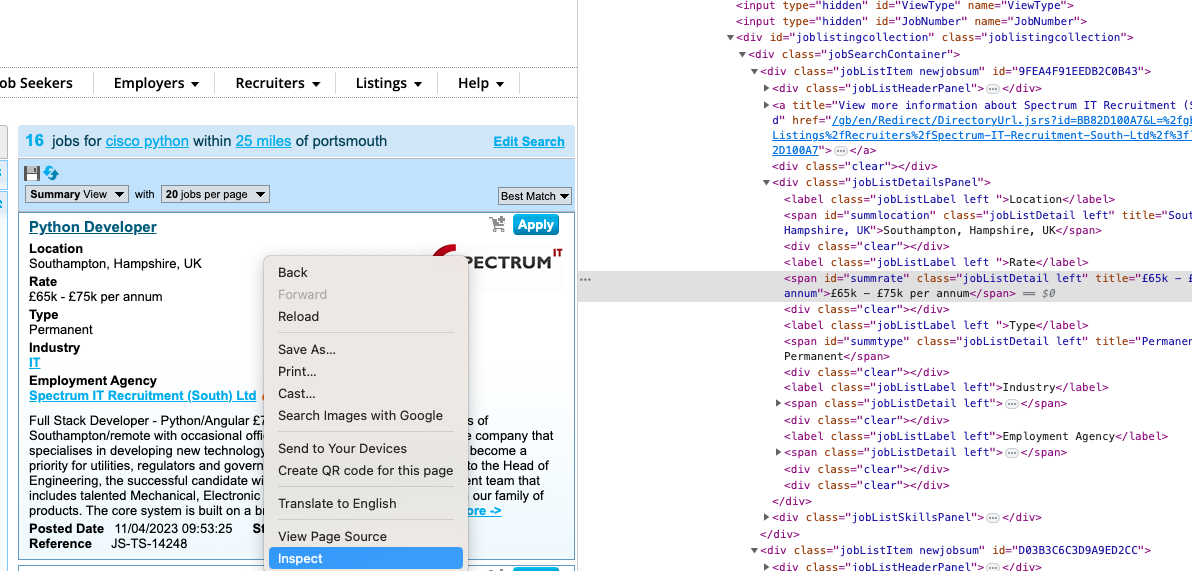 ob Seekers
Employers
Recruiters
Listings
Help
16 jobs for cisco python within 25 miles of portsmouth
Edit Search
Summary View
with
20 jobs per page
Best Match
Python Developer
Apply
Location
Southampton, Hampshire, UK
SPECTRUM IT
Rate
£65k - £75k per annum
Type
Permanent
Industry
IT
Employment Agency
Spectrum IT Recruitment (South) Ltd
Full Stack Developer - Python/Angular £7
s of
Southampton/remote with occasional offi
e company that
specialises in developing new technology
become a
priority for utilities, regulators and govern
to the Head of
Engineering, the successful candidate wi
ent team that
includes talented Mechanical, Electronic
our family of
products. The core system is built on a br
ore ->
Posted Date 11/04/2023 09:53:25 St
Reference JS-TS-14248
Back
Forward
Reload
Save As...
Print...
Cast...
Search Images with Google
Send to Your Devices
Create QR code for this page
Translate to English
View Page Source
Inspect
<input type="hidden" id="ViewType" name="ViewType">
<input type="hidden" id="JobNumber" name="JobNumber">
<div id="joblistingcollection" class="joblistingcollection">
<div class="jobSearchContainer">
<div class="jobListItem newjobsum" id="9FEA4F91EEDB2C0B43">
<div class="jobListHeaderPanel">…</div>
<a title="View more information about Spectrum IT Recruitment (S
d" href="/gb/en/Redirect/DirectoryUrl.jsrs?id=BB82D100A7&L=%2fgb
Listings%2fRecruiters%2fSpectrum-IT-Recruitment-South-Ltd%2f%3f
2D100A7">…</a>
<div class="clear"></div>
<div class="jobListDetailsPanel">
<label class="jobListLabel left ">Location</label>
<span id="summlocation" class="jobListDetail left" title="Sout
Hampshire, UK">Southampton, Hampshire, UK</span>
<div class="clear"></div>
<label class="jobListLabel left ">Rate</label>
… <span id="summrate" class="jobListDetail left" title="£65k – £
annum">£65k – £75k per annum</span> == $0
<div class="clear"></div>
<label class="jobListLabel left ">Type</label>
<span id="summtype" class="jobListDetail left" title="Permanen
Permanent</span>
<div class="clear"></div>
<label class="jobListLabel left ">Industry</label>
<span class="jobListDetail left">…</span>
<div class="clear"></div>
<label class="jobListLabel left ">Employment Agency</label>
<span class="jobListDetail left">…</span>
<div class="clear"></div>
<div class="clear"></div>
</div>
<div class="jobListSkillsPanel">…</div>
</div>
<div class="jobListItem newjobsum" id="D03B3C6C3D9A9ED2CC">
<div class="jobListHeaderPanel">…</div>